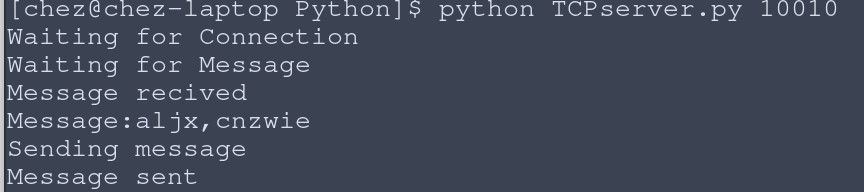 [chez@chez-laptop Python]$ python TCPserver.py 10010
Waiting for Connection
Waiting for Message
Message recived
Message:aljx,cnzwie
Sending message
Message sent